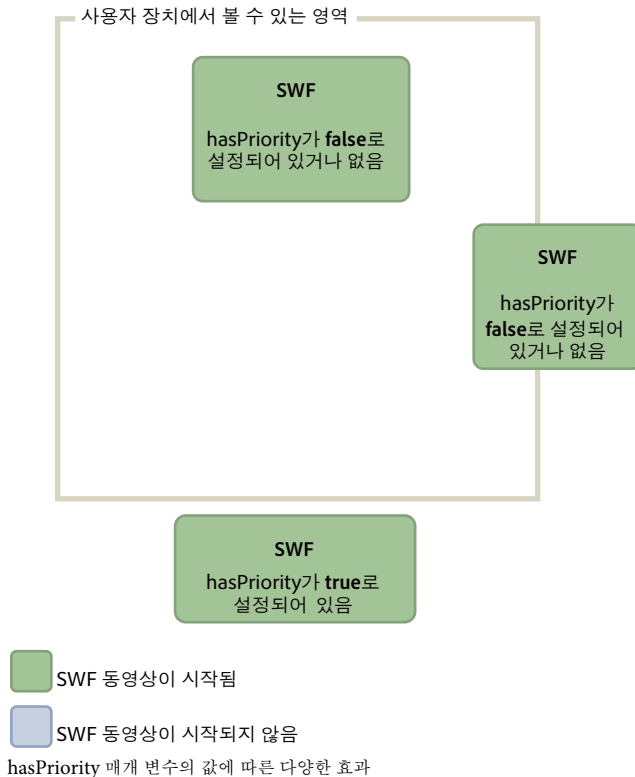 사용자 장치에서 볼 수 있는 영역
SWF
hasPriority가 false로
설정되어 있거나 없음
SWF
hasPriority가
false로 설정되어
있거나 없음
SWF
hasPriority가 true로
설정되어 있음
SWF 동영상이 시작됨
SWF 동영상이 시작되지 않음
hasPriority 매개 변수의 값에 따른 다양한 효과